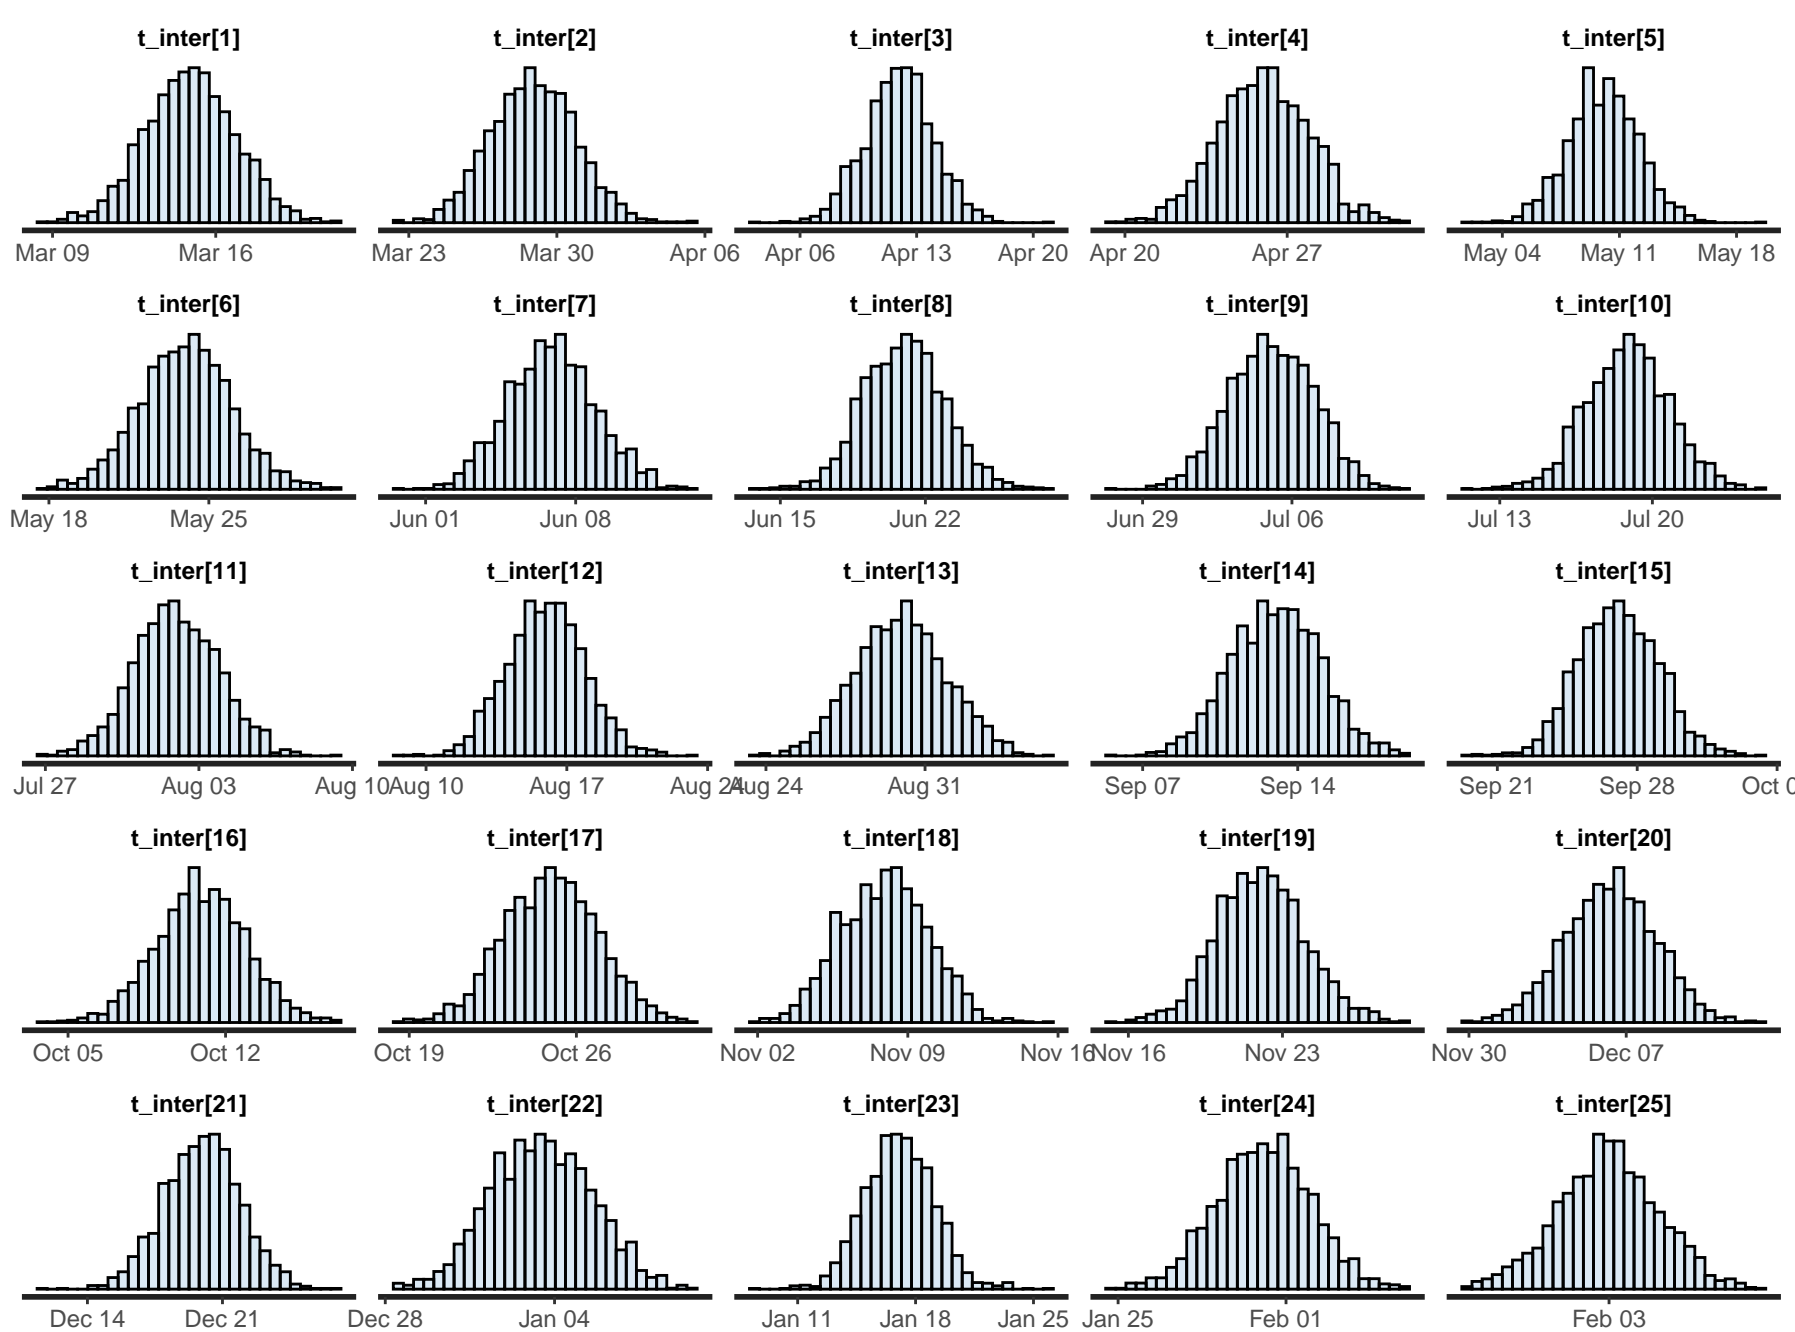 t_inter[1] t_inter[2] t_inter[3] t_inter[4] t_inter[5]
Mar 09 Mar 16 Mar 23 Mar 30 Apr 06 Apr 06 Apr 13 Apr 20 Apr 20 Apr 27 May 04 May 11 May 18
t_inter[6] t_inter[7] t_inter[8] t_inter[9] t_inter[10]
May 18 May 25 Jun 01 Jun 08 Jun 15 Jun 22 Jun 29 Jul 06 Jul 13 Jul 20
t_inter[11] t_inter[12] t_inter[13] t_inter[14] t_inter[15]
Jul 27 Aug 03 Aug 10 Aug 10 Aug 17 Aug 24 Aug 24 Aug 31 Sep 07 Sep 14 Sep 21 Sep 28 Oct
t_inter[16] t_inter[17] t_inter[18] t_inter[19] t_inter[20]
Oct 05 Oct 12 Oct 19 Oct 26 Nov 02 Nov 09 Nov 16 Nov 16 Nov 23 Nov 30 Dec 07
t_inter[21] t_inter[22] t_inter[23] t_inter[24] t_inter[25]
Dec 14 Dec 21 Dec 28 Jan 04 Jan 11 Jan 18 Jan 25 Jan 25 Feb 01 Feb 03